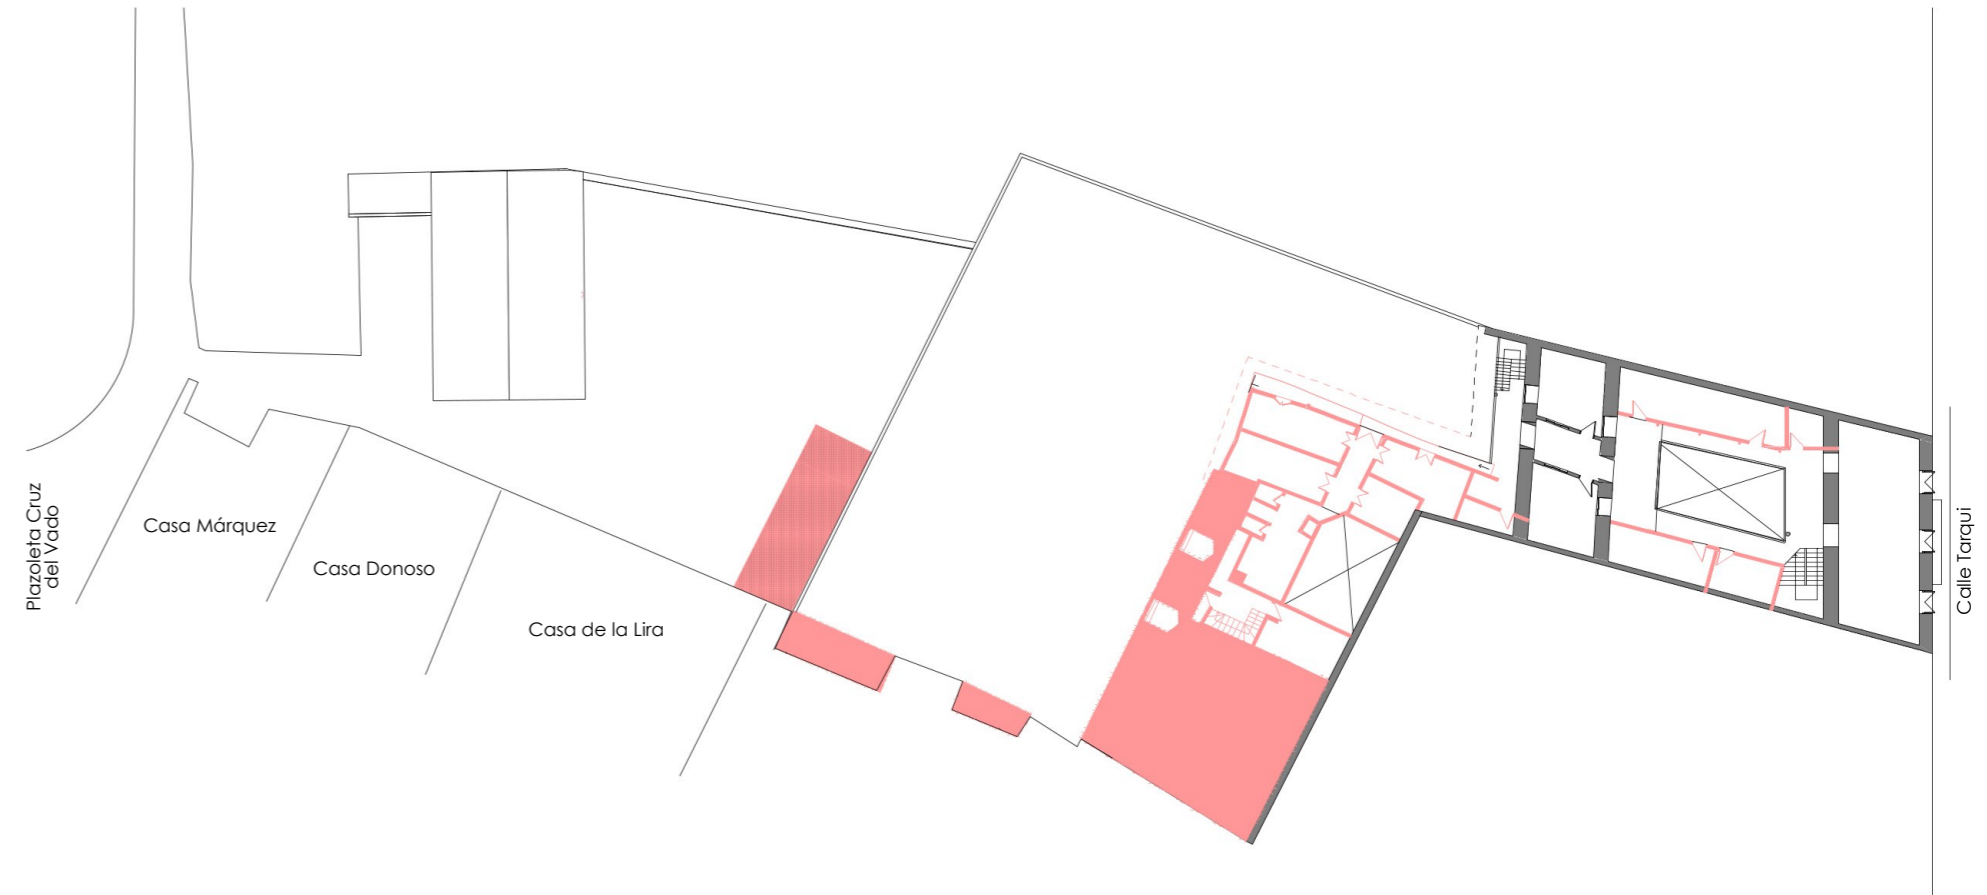 Plazoleta Cruz
del Vado
Casa Márquez
Casa Donoso
Casa de la Lira
Calle Tarqui